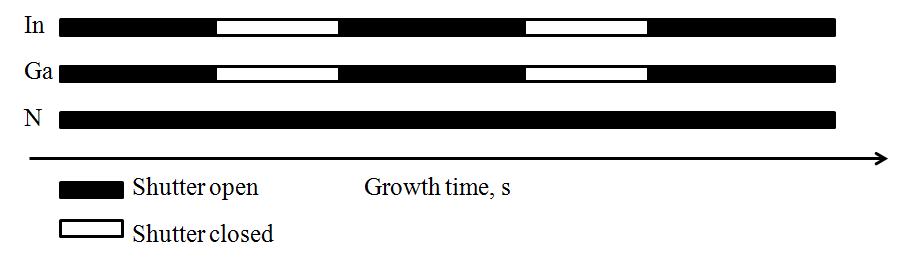 In
Ga
N
Shutter open
Growth time, s
Shutter closed